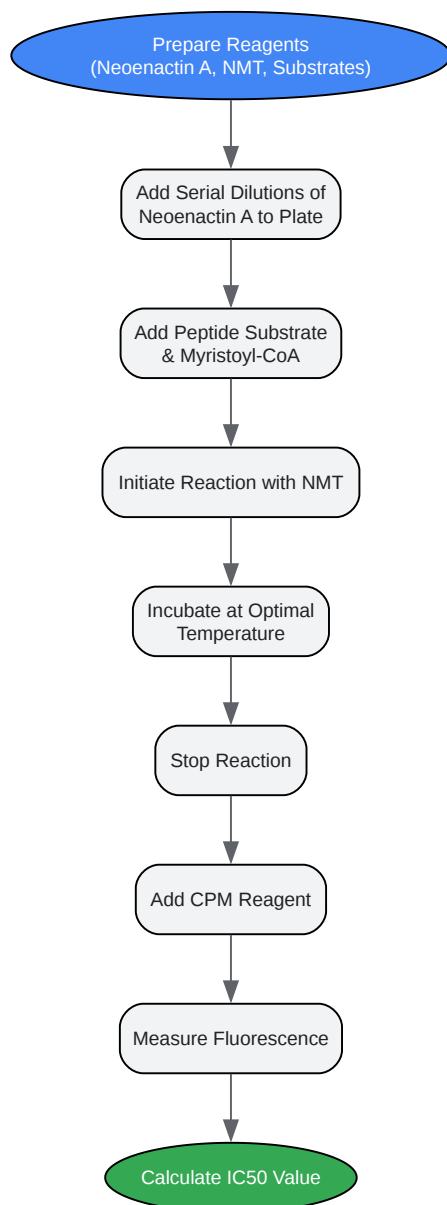 Prepare Reagents
(Neoenactin A, NMT, Substrates)
Add Serial Dilutions of
Neoenactin A to Plate
Add Peptide Substrate
& Myristoyl-CoA
Initiate Reaction with NMT
Incubate at Optimal
Temperature
Stop Reaction
Add CPM Reagent
Measure Fluorescence
Calculate IC50 Value